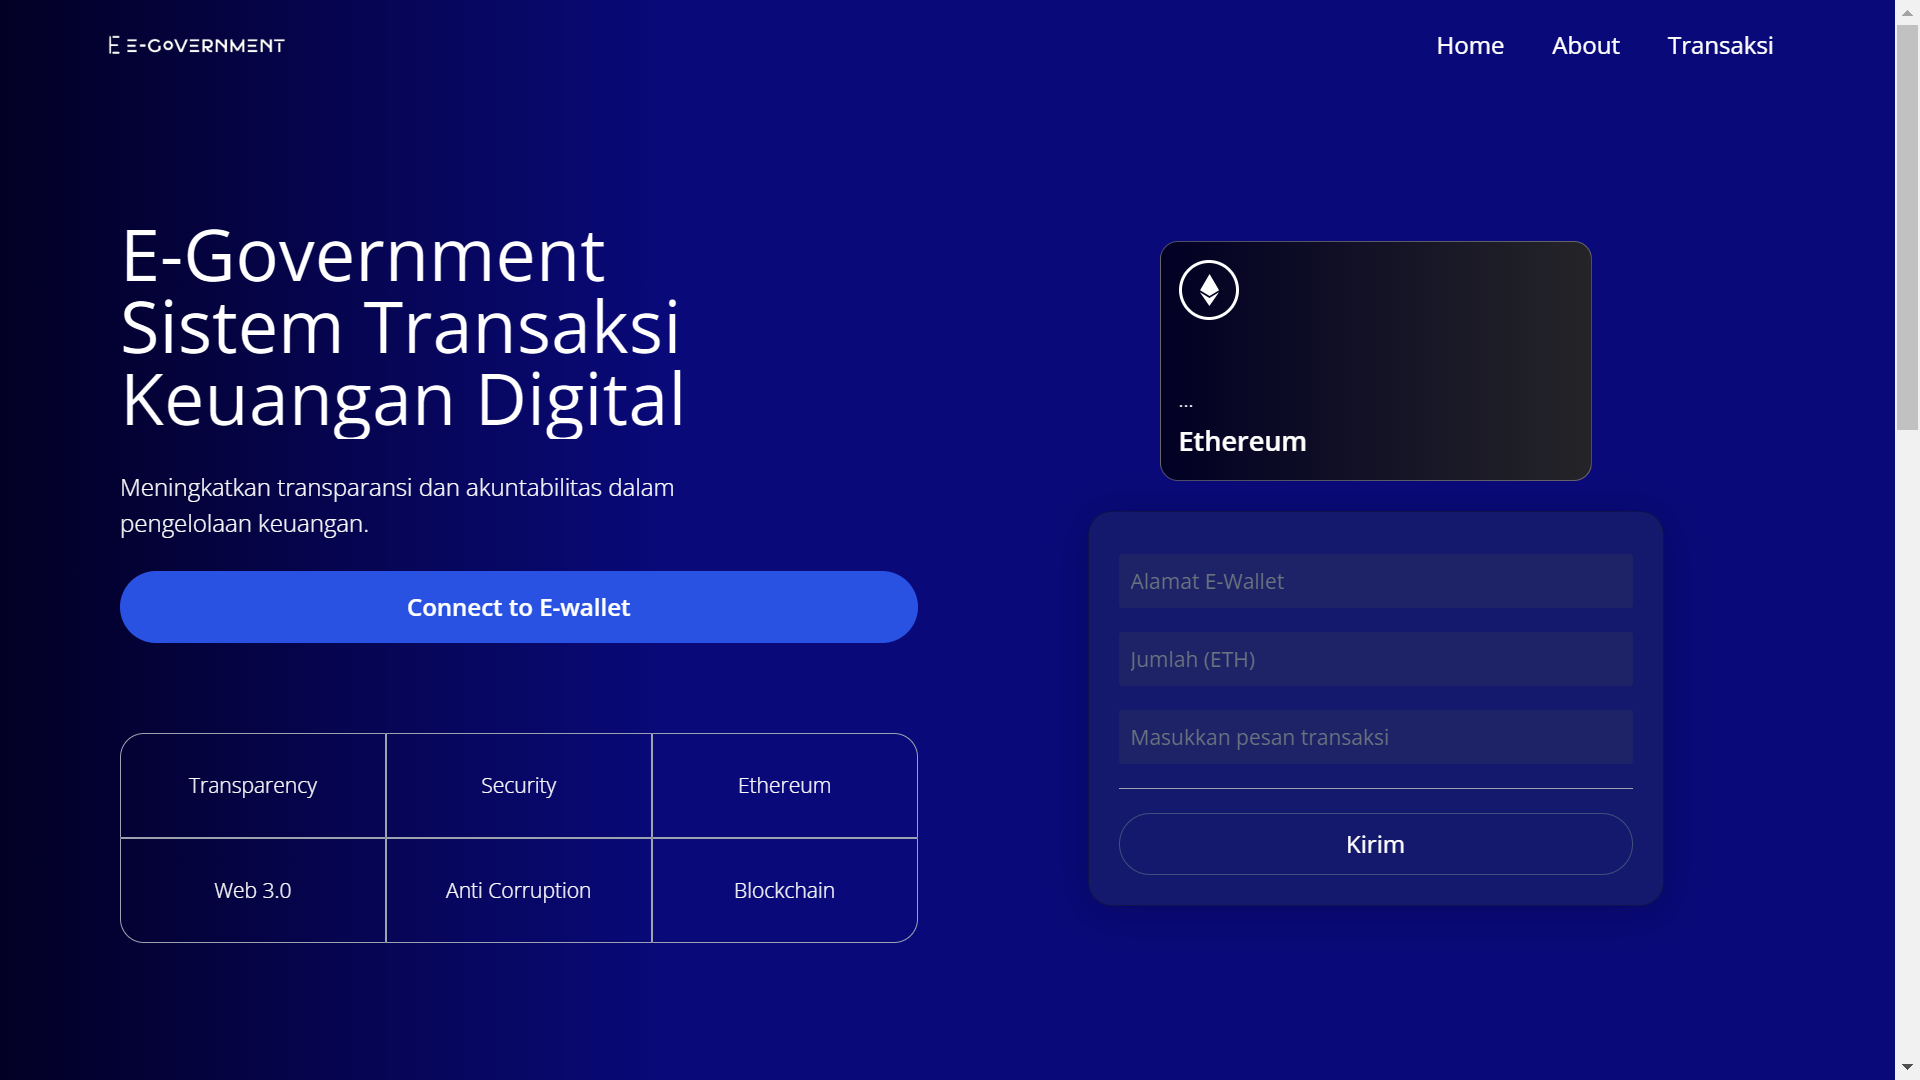 E E-GOVERNMENT
Home About Transaksi
E-Government
Sistem Transaksi
Keuangan Digital
Meningkatkan transparansi dan akuntabilitas dalam
pengelolaan keuangan.
Connect to E-wallet
Transparency Security Ethereum
Web 3.0 Anti Corruption Blockchain
...
Ethereum
Alamat E-Wallet
Jumlah (ETH)
Masukkan pesan transaksi
Kirim